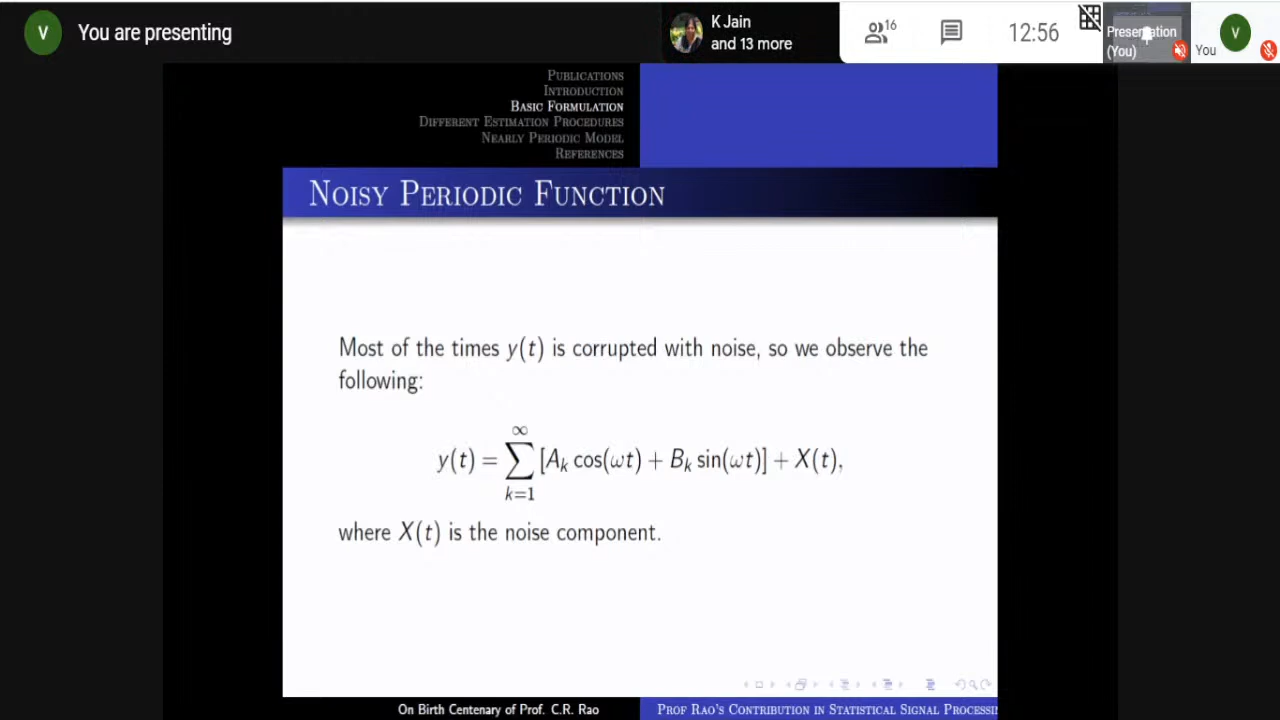 V
You are presenting
K Jain
and 13 more
16
12:56
Presentation
(You)
You
V
PUBLICATIONS
INTRODUCTION
BASIC FORMULATION
DIFFERENT ESTIMATION PROCEDURES
NEARLY PERIODIC MODEL
REFERENCES
NOISY PERIODIC FUNCTION
Most of the times y(t) is corrupted with noise, so we observe the
following:
y(t) = ∑_{k=1}^{∞} [A_k cos(ωt) + B_k sin(ωt)] + X(t),
where X(t) is the noise component.
On Birth Centenary of Prof. C.R. Rao
PROF RAO'S CONTRIBUTION IN STATISTICAL SIGNAL